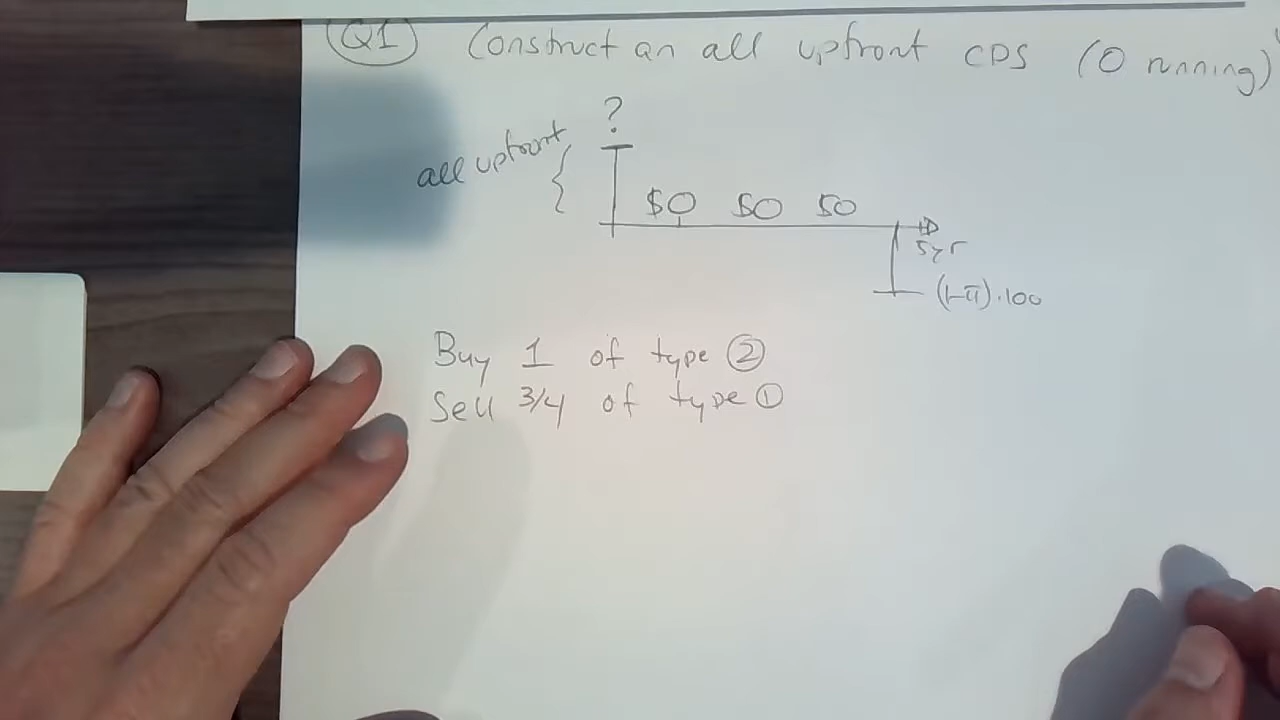 Q1 Construct an all upfront CDS (0 running)
?
all upfront
$0 $0 $0
5yr
(1-π).100
Buy 1 of type ②
Sell 3/4 of type ①